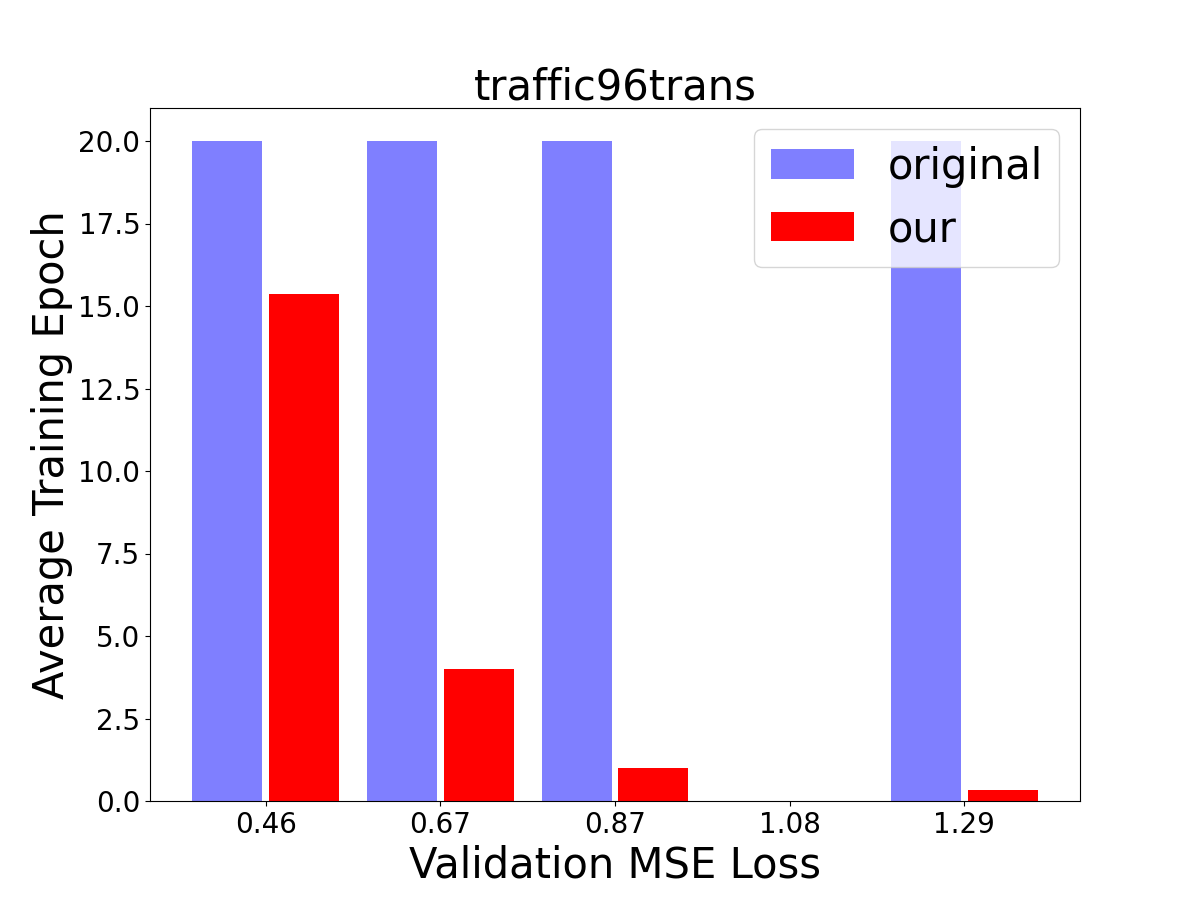 traffic96trans
20.0
17.5
15.0
12.5
10.0
7.5
5.0
2.5
0.0
Average Training Epoch
original
our
0.46 0.67 0.87 1.08 1.29
Validation MSE Loss